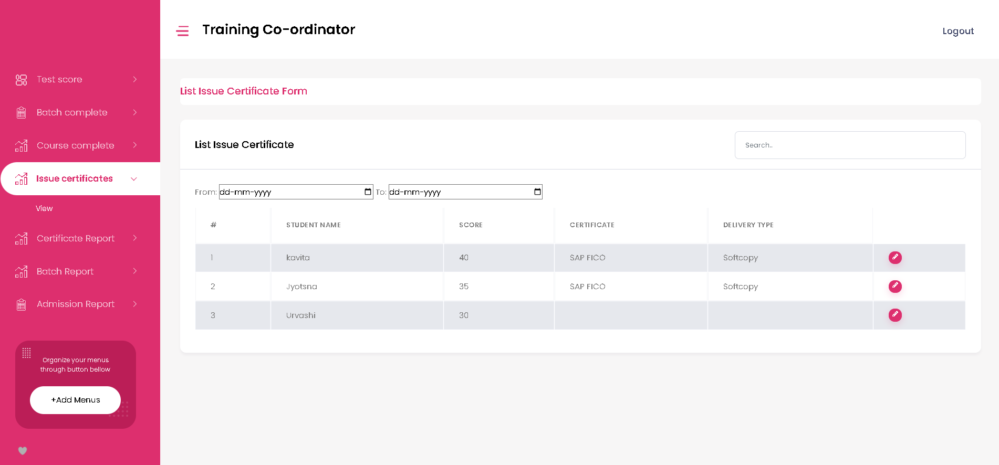 Training Co-ordinator
Logout
Test score
Batch complete
Course complete
Issue certificates
View
Certificate Report
Batch Report
Admission Report
Organize your menus
through button bellow
+Add Menus
List Issue Certificate Form
List Issue Certificate
Search..
From: dd-mm-yyyy To: dd-mm-yyyy
# STUDENT NAME SCORE CERTIFICATE DELIVERY TYPE
1 kavita 40 SAP FICO Softcopy
2 Jyotsna 35 SAP FICO Softcopy
3 Urvashi 30